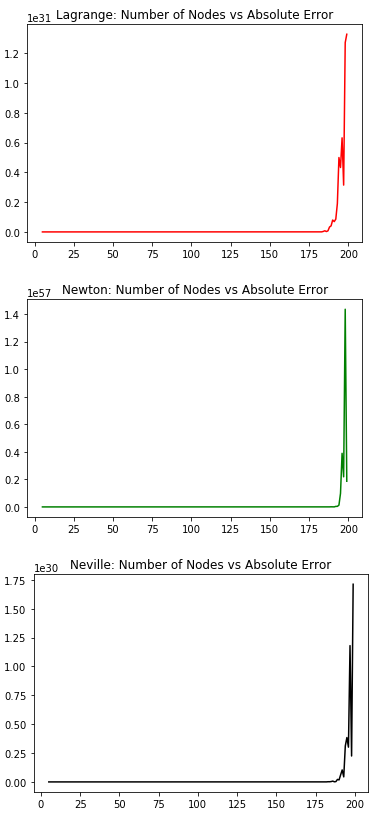 1e31
Lagrange: Number of Nodes vs Absolute Error
1.2
1.0
0.8
0.6
0.4
0.2
0.0
0 25 50 75 100 125 150 175 200
1e57
Newton: Number of Nodes vs Absolute Error
1.4
1.2
1.0
0.8
0.6
0.4
0.2
0.0
0 25 50 75 100 125 150 175 200
1e30
Neville: Number of Nodes vs Absolute Error
1.75
1.50
1.25
1.00
0.75
0.50
0.25
0.00
0 25 50 75 100 125 150 175 200